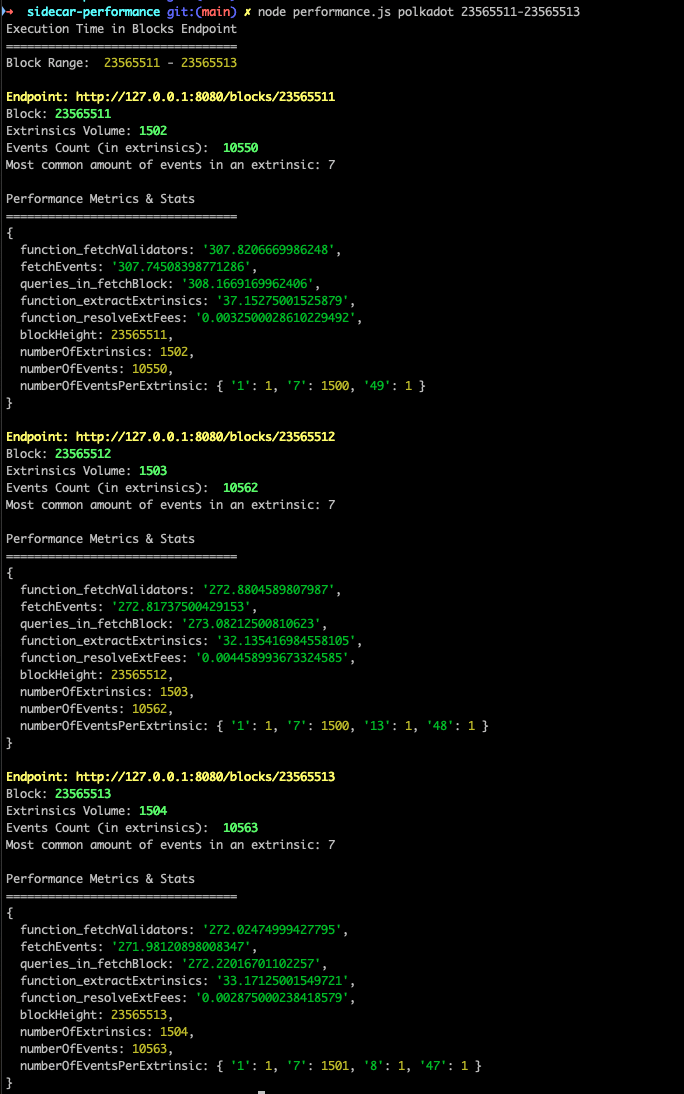 ➜  sidecar-performance git:(main) ✗ node performance.js polkadot 23565511-23565513
Execution Time in Blocks Endpoint
=================================
Block Range:  23565511 - 23565513

Endpoint: http://127.0.0.1:8080/blocks/23565511
Block: 23565511
Extrinsics Volume: 1502
Events Count (in extrinsics):  10550
Most common amount of events in an extrinsic: 7

Performance Metrics & Stats
=================================
{
  function_fetchValidators: '307.8206669986248',
  fetchEvents: '307.74508398771286',
  queries_in_fetchBlock: '308.1669169962406',
  function_extractExtrinsics: '37.15275001525879',
  function_resolveExtFees: '0.0032500028610229492',
  blockHeight: 23565511,
  numberOfExtrinsics: 1502,
  numberOfEvents: 10550,
  numberOfEventsPerExtrinsic: { '1': 1, '7': 1500, '49': 1 }
}

Endpoint: http://127.0.0.1:8080/blocks/23565512
Block: 23565512
Extrinsics Volume: 1503
Events Count (in extrinsics):  10562
Most common amount of events in an extrinsic: 7

Performance Metrics & Stats
=================================
{
  function_fetchValidators: '272.8804589807987',
  fetchEvents: '272.81737500429153',
  queries_in_fetchBlock: '273.08212500810623',
  function_extractExtrinsics: '32.135416984558105',
  function_resolveExtFees: '0.004458993673324585',
  blockHeight: 23565512,
  numberOfExtrinsics: 1503,
  numberOfEvents: 10562,
  numberOfEventsPerExtrinsic: { '1': 1, '7': 1500, '13': 1, '48': 1 }
}

Endpoint: http://127.0.0.1:8080/blocks/23565513
Block: 23565513
Extrinsics Volume: 1504
Events Count (in extrinsics):  10563
Most common amount of events in an extrinsic: 7

Performance Metrics & Stats
=================================
{
  function_fetchValidators: '272.02474999427795',
  fetchEvents: '271.98120898008347',
  queries_in_fetchBlock: '272.22016701102257',
  function_extractExtrinsics: '33.17125001549721',
  function_resolveExtFees: '0.002875000238418579',
  blockHeight: 23565513,
  numberOfExtrinsics: 1504,
  numberOfEvents: 10563,
  numberOfEventsPerExtrinsic: { '1': 1, '7': 1501, '8': 1, '47': 1 }
}